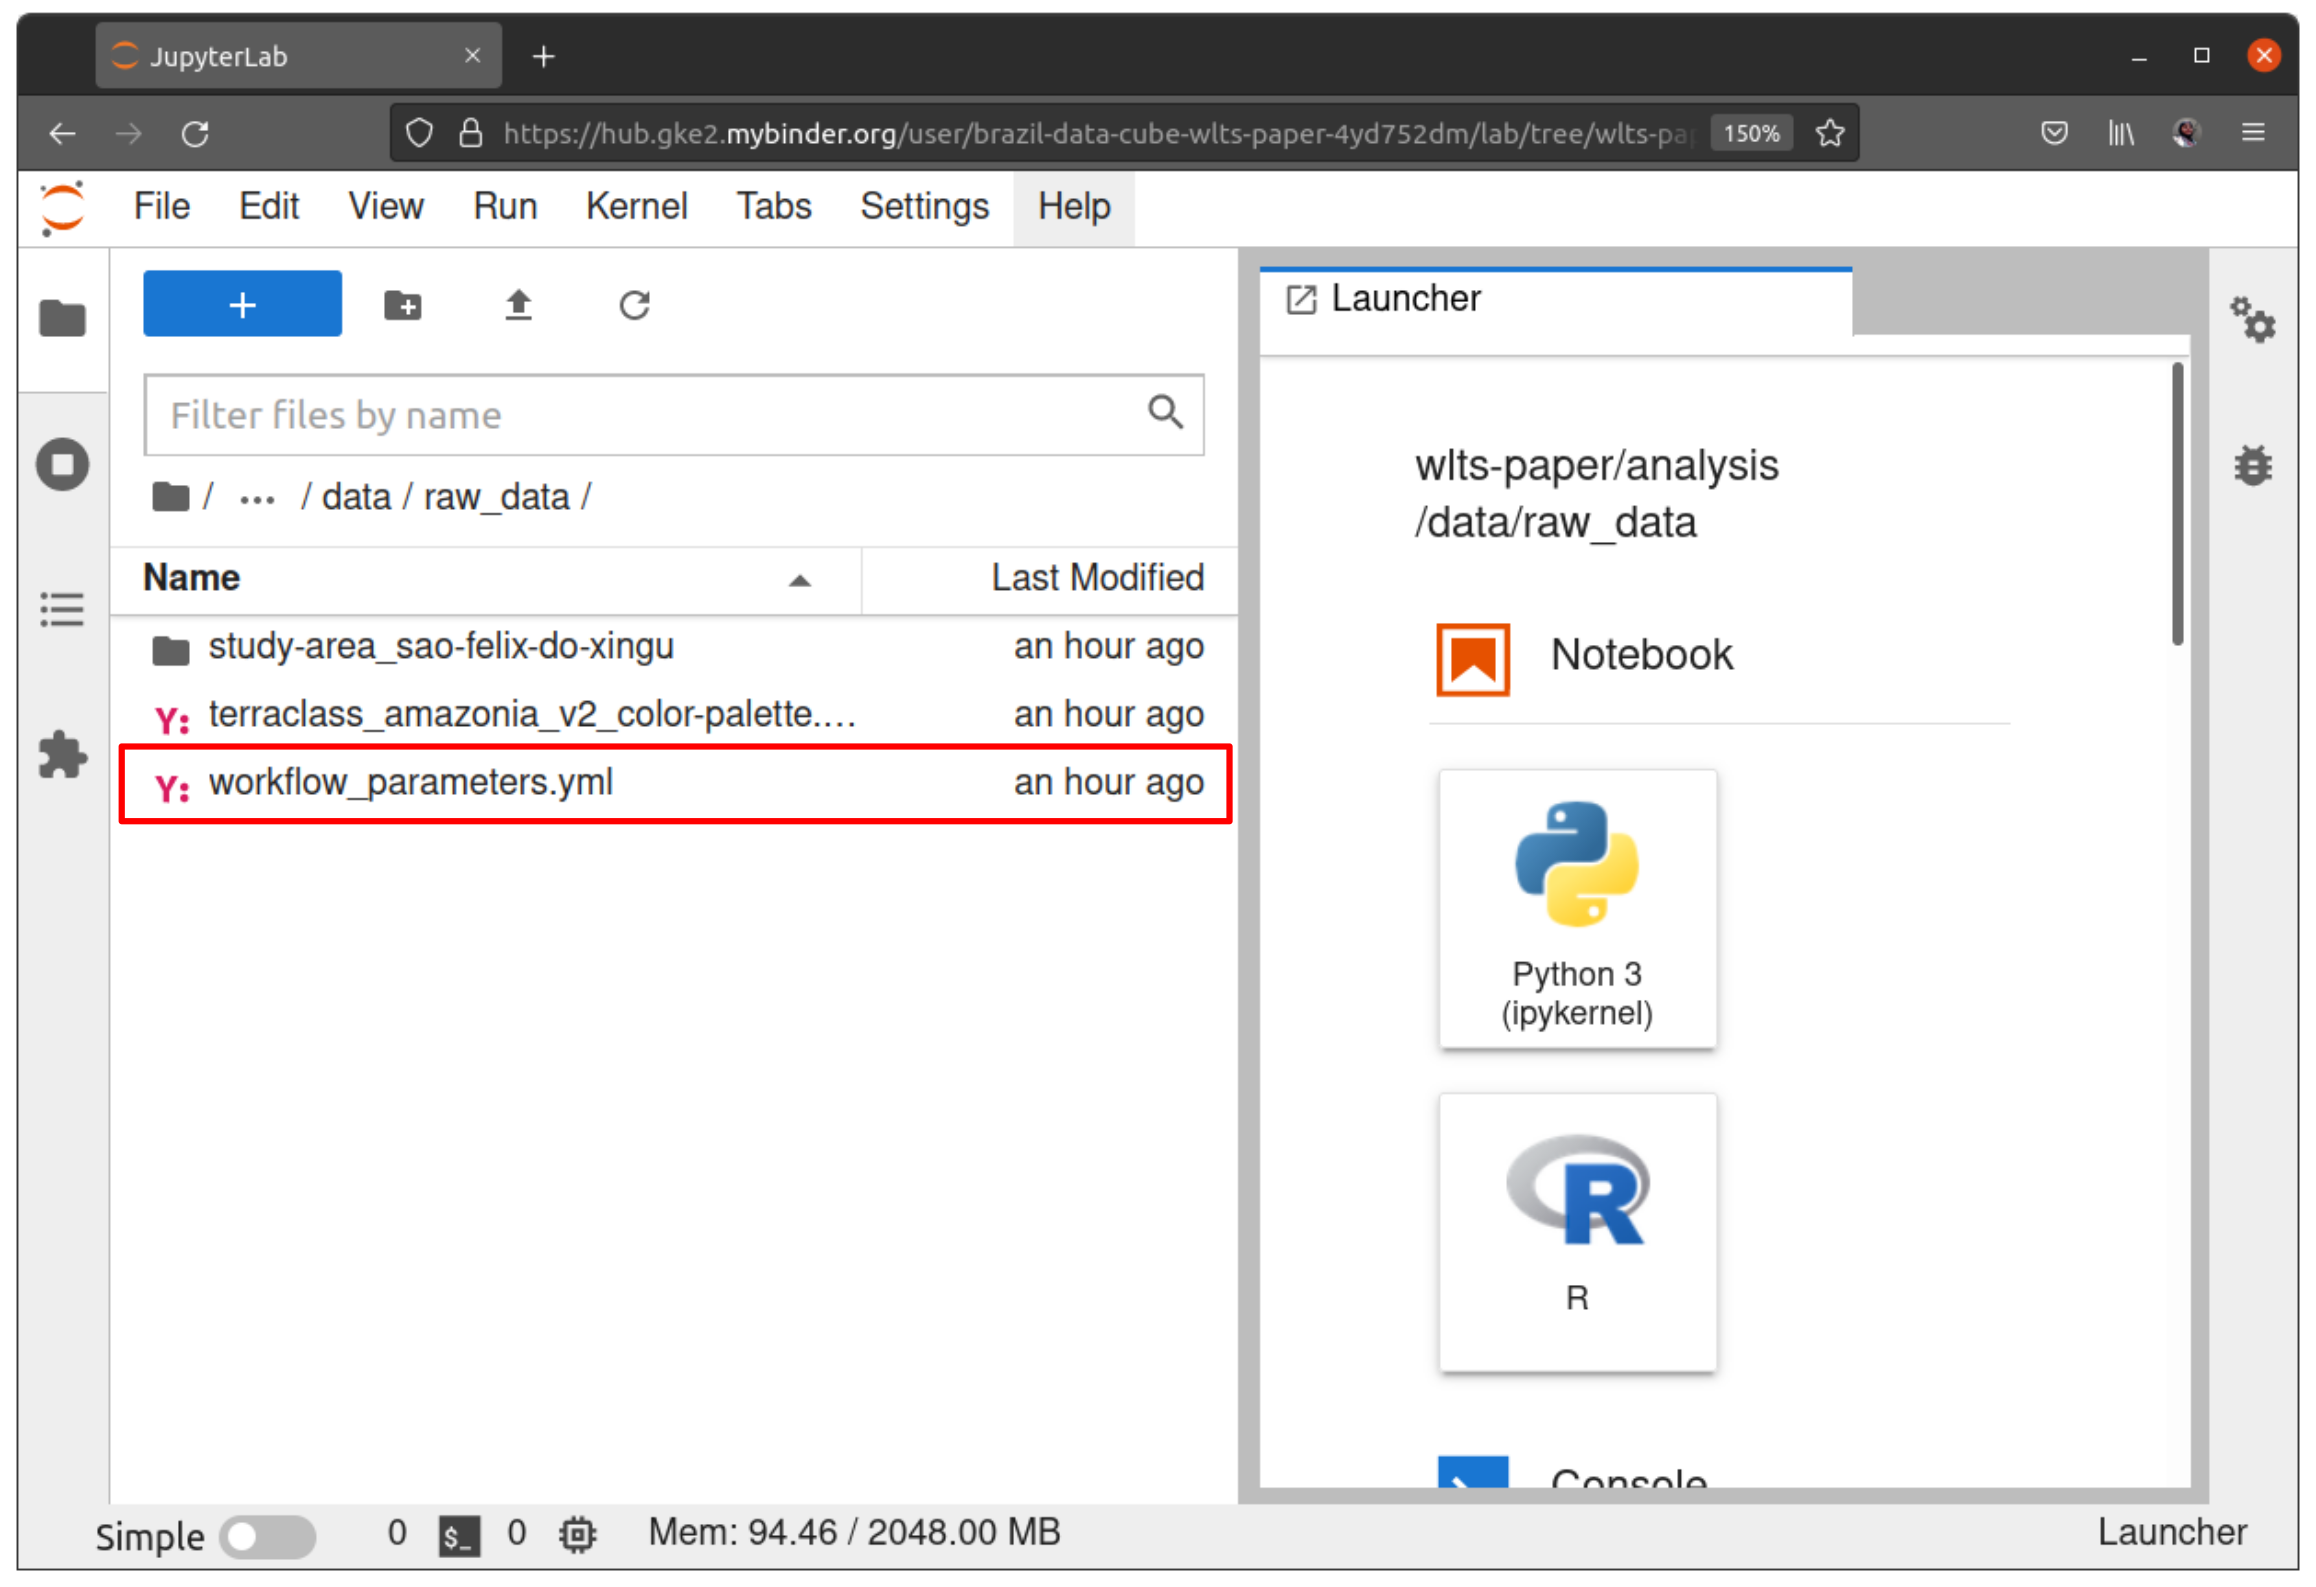 JupyterLab
https://hub.gke2.mybinder.org/user/brazil-data-cube-wlts-paper-4yd752dm/lab/tree/wlts-pap 150%
File Edit View Run Kernel Tabs Settings Help
Launcher
Filter files by name
/ ... / data / raw_data /
wlts-paper/analysis
/data/raw_data
Name Last Modified
study-area_sao-felix-do-xingu an hour ago
terraclass_amazonia_v2_color-palette.... an hour ago
Y: workflow_parameters.yml an hour ago
Notebook
Python 3
(ipykernel)
R
Console
Simple 0 $_ 0 Mem: 94.46 / 2048.00 MB Launcher